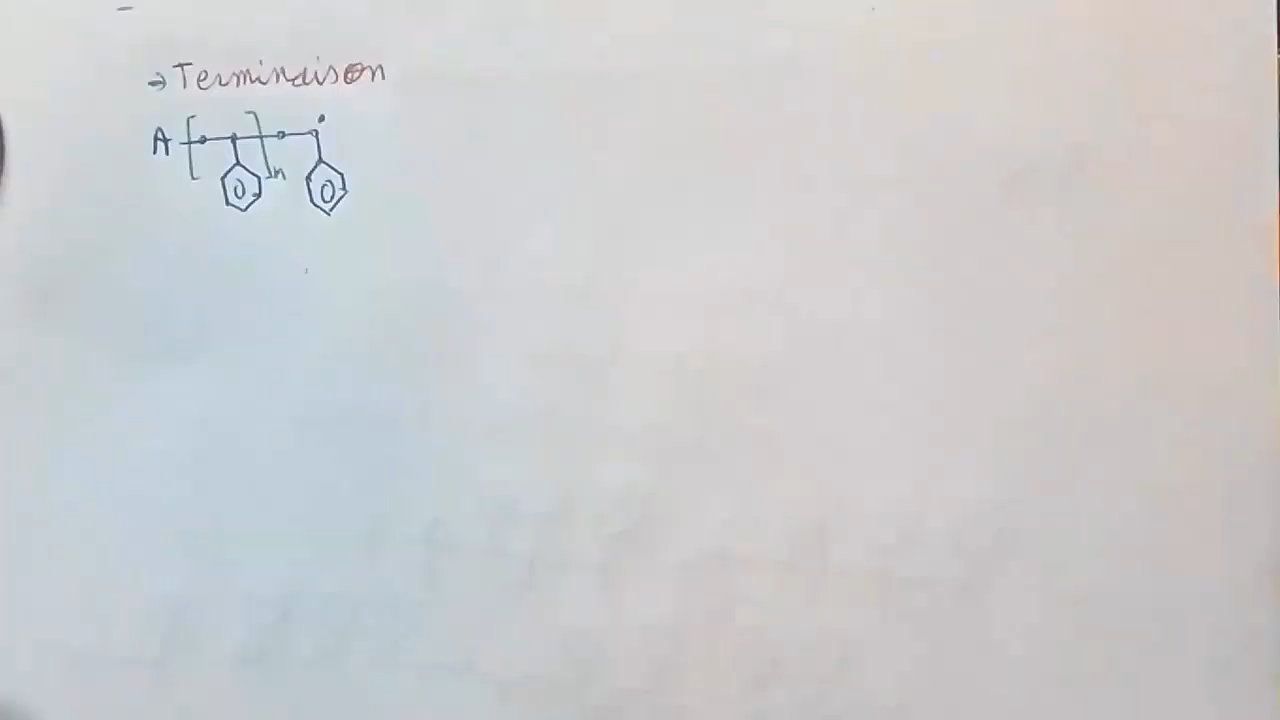 → Terminaison
A [ ]n